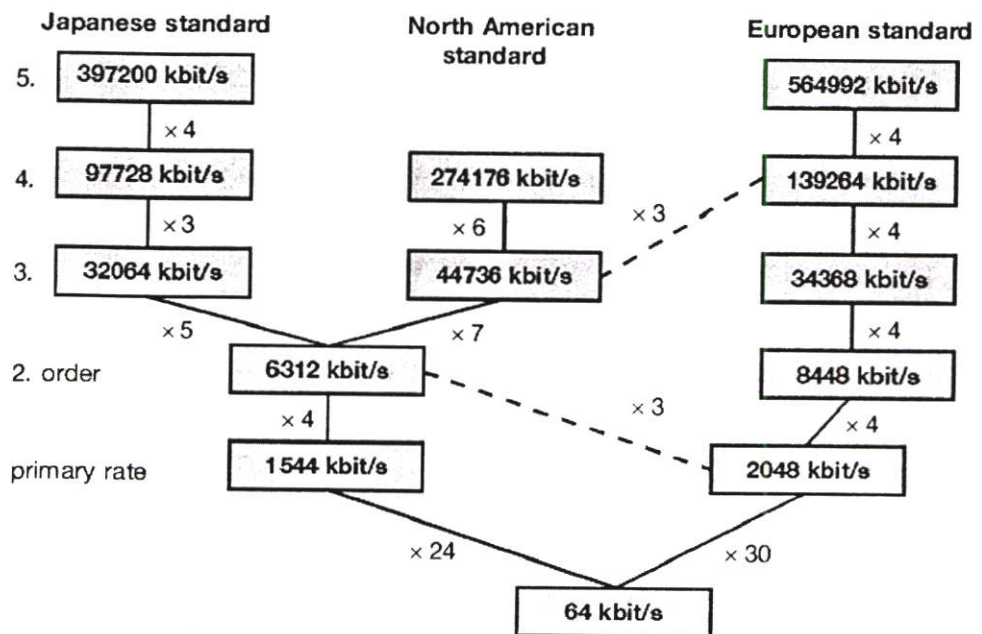 Japanese standard
North American
standard
European standard
5.
397200 kbit/s
564992 kbit/s
× 4
× 4
4.
97728 kbit/s
274176 kbit/s
139264 kbit/s
× 3
× 6
× 3
× 4
3.
32064 kbit/s
44736 kbit/s
34368 kbit/s
× 5
× 7
× 4
2. order
6312 kbit/s
8448 kbit/s
× 4
× 3
× 4
primary rate
1544 kbit/s
2048 kbit/s
× 24
× 30
64 kbit/s